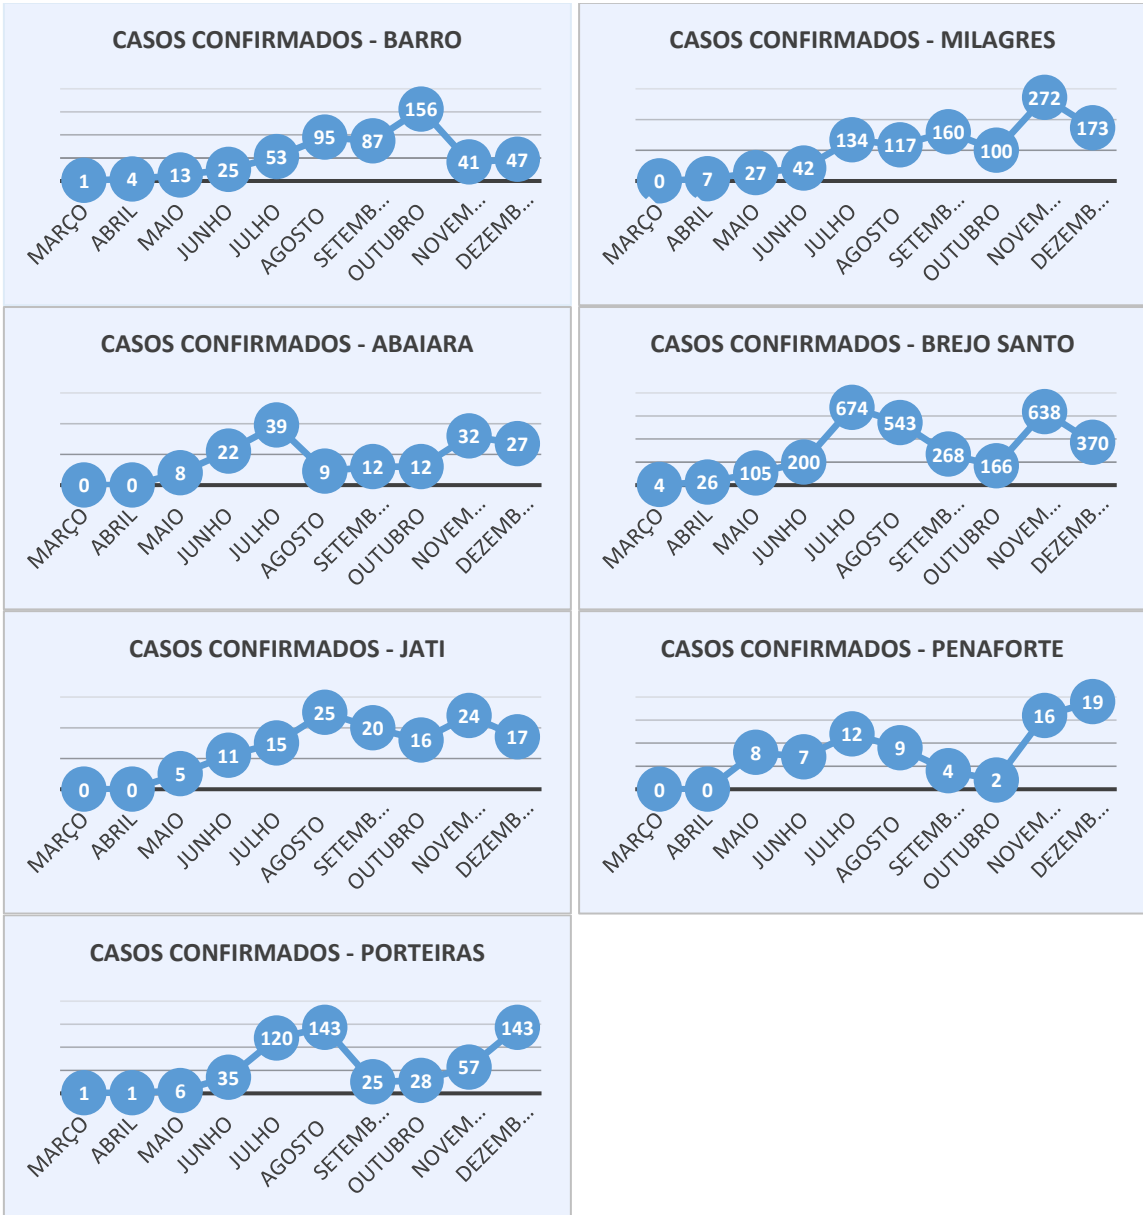 CASOS CONFIRMADOS - BARRO
1 4 13 25 53 95 87 156 41 47
MARÇO ABRIL MAIO JUNHO JULHO AGOSTO SETEMB... OUTUBRO NOVEM... DEZEMB...
CASOS CONFIRMADOS - MILAGRES
0 7 27 42 134 117 160 100 272 173
MARÇO ABRIL MAIO JUNHO JULHO AGOSTO SETEMB... OUTUBRO NOVEM... DEZEMB...
CASOS CONFIRMADOS - ABAIARA
0 0 8 22 39 9 12 12 32 27
MARÇO ABRIL MAIO JUNHO JULHO AGOSTO SETEMB... OUTUBRO NOVEM... DEZEMB...
CASOS CONFIRMADOS - BREJO SANTO
4 26 105 200 674 543 268 166 638 370
MARÇO ABRIL MAIO JUNHO JULHO AGOSTO SETEMB... OUTUBRO NOVEM... DEZEMB...
CASOS CONFIRMADOS - JATI
0 0 5 11 15 25 20 16 24 17
MARÇO ABRIL MAIO JUNHO JULHO AGOSTO SETEMB... OUTUBRO NOVEM... DEZEMB...
CASOS CONFIRMADOS - PENAFORTE
0 0 8 7 12 9 4 2 16 19
MARÇO ABRIL MAIO JUNHO JULHO AGOSTO SETEMB... OUTUBRO NOVEM... DEZEMB...
CASOS CONFIRMADOS - PORTEIRAS
1 1 6 35 120 143 25 28 57 143
MARÇO ABRIL MAIO JUNHO JULHO AGOSTO SETEMB... OUTUBRO NOVEM... DEZEMB...